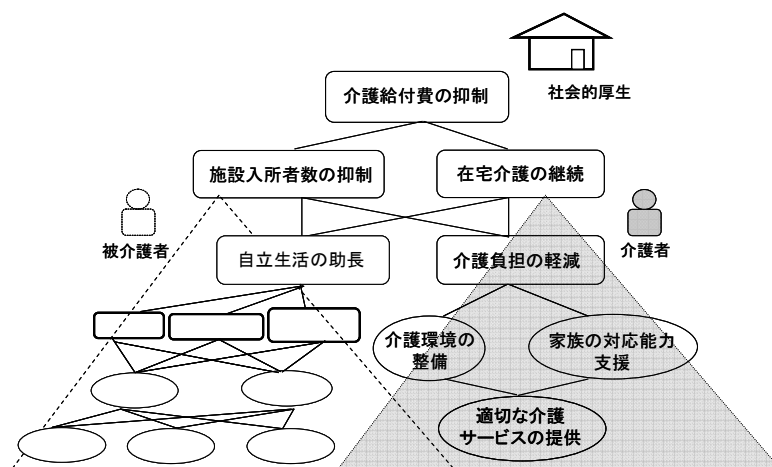 介護給付費の抑制
社会的厚生
施設入所者数の抑制
在宅介護の継続
被介護者
介護者
自立生活の助長
介護負担の軽減
介護環境の
整備
家族の対応能力
支援
適切な介護
サービスの提供